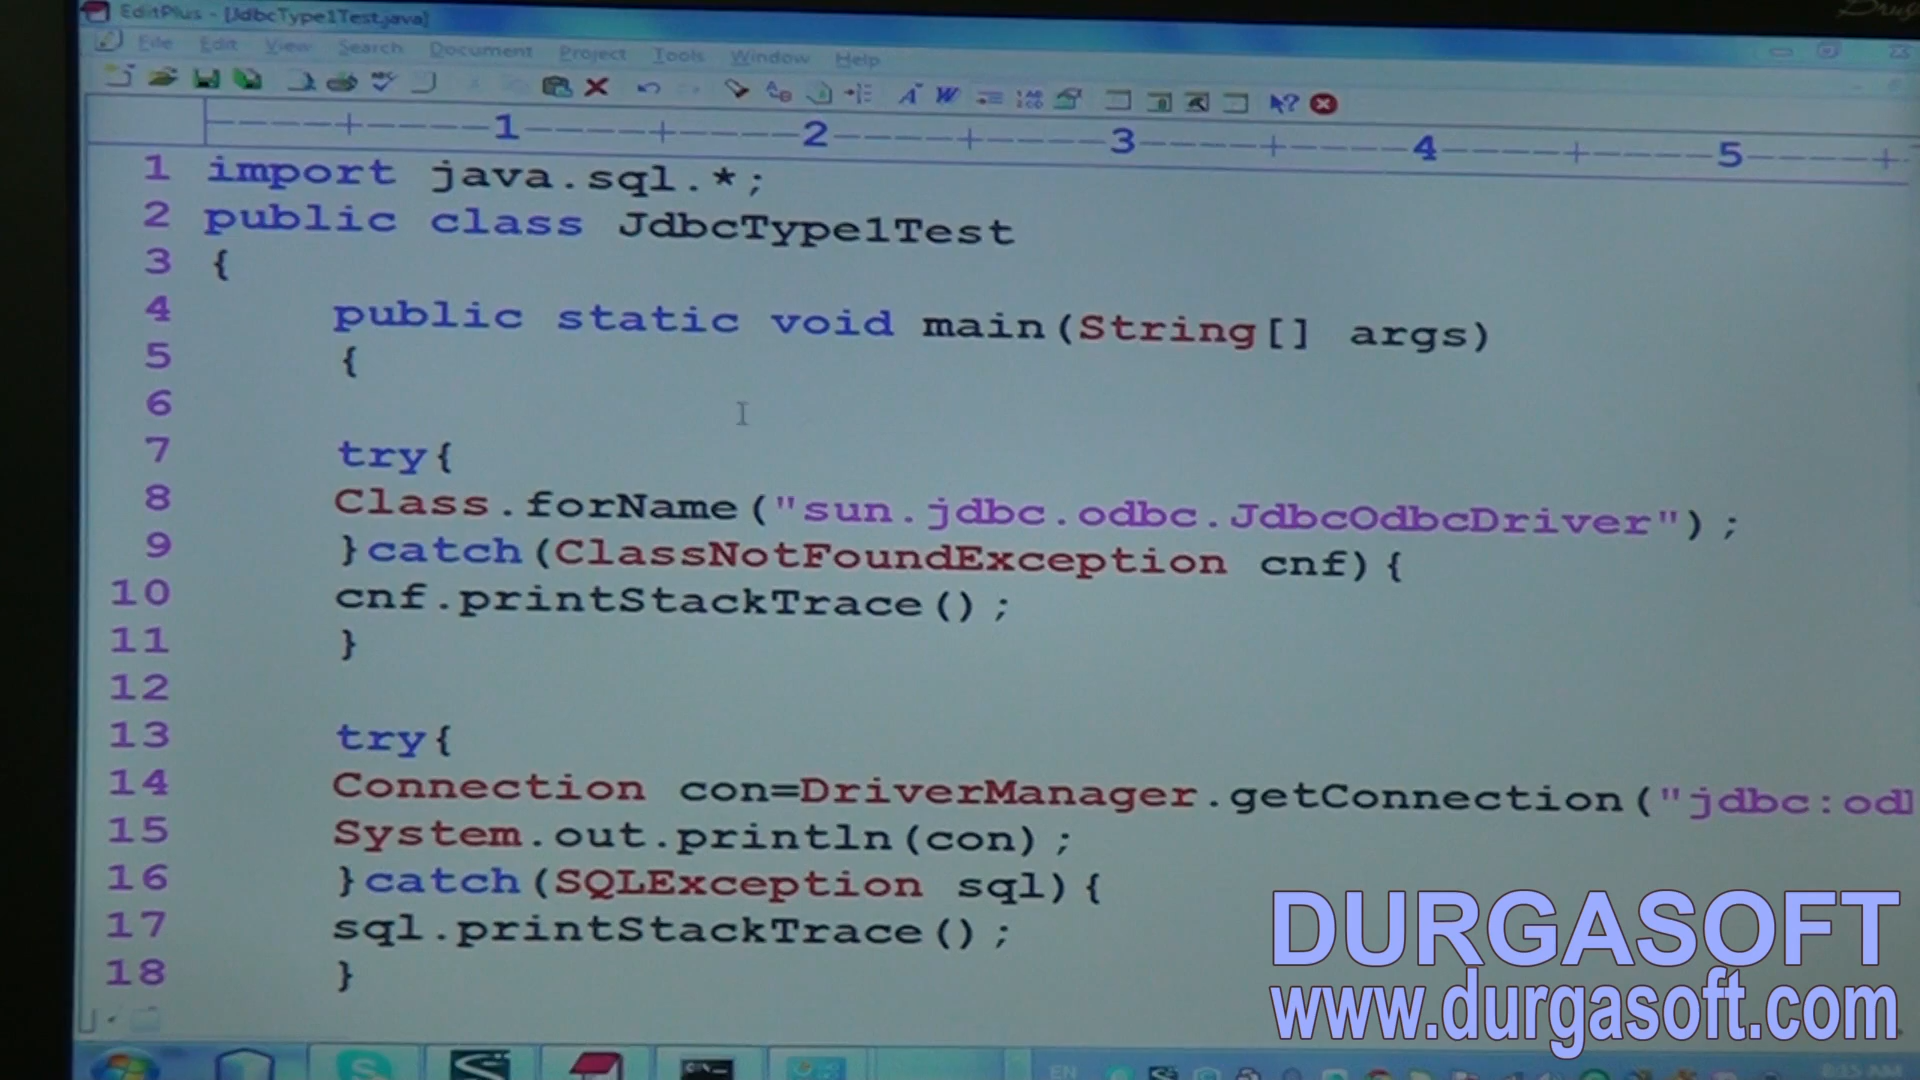 EditPlus - [JdbcType1Test.java]
File Edit View Search Document Project Tools Window Help
1 2 3 4 5
1 import java.sql.*;
2 public class JdbcType1Test
3 {
4 public static void main(String[] args)
5 {
6
7 try{
8 Class.forName("sun.jdbc.odbc.JdbcOdbcDriver");
9 }catch(ClassNotFoundException cnf){
10 cnf.printStackTrace();
11 }
12
13 try{
14 Connection con=DriverManager.getConnection("jdbc:od
15 System.out.println(con);
16 }catch(SQLException sql){
17 sql.printStackTrace();
18 }
DURGASOFT
www.durgasoft.com
EN
8:15 AM